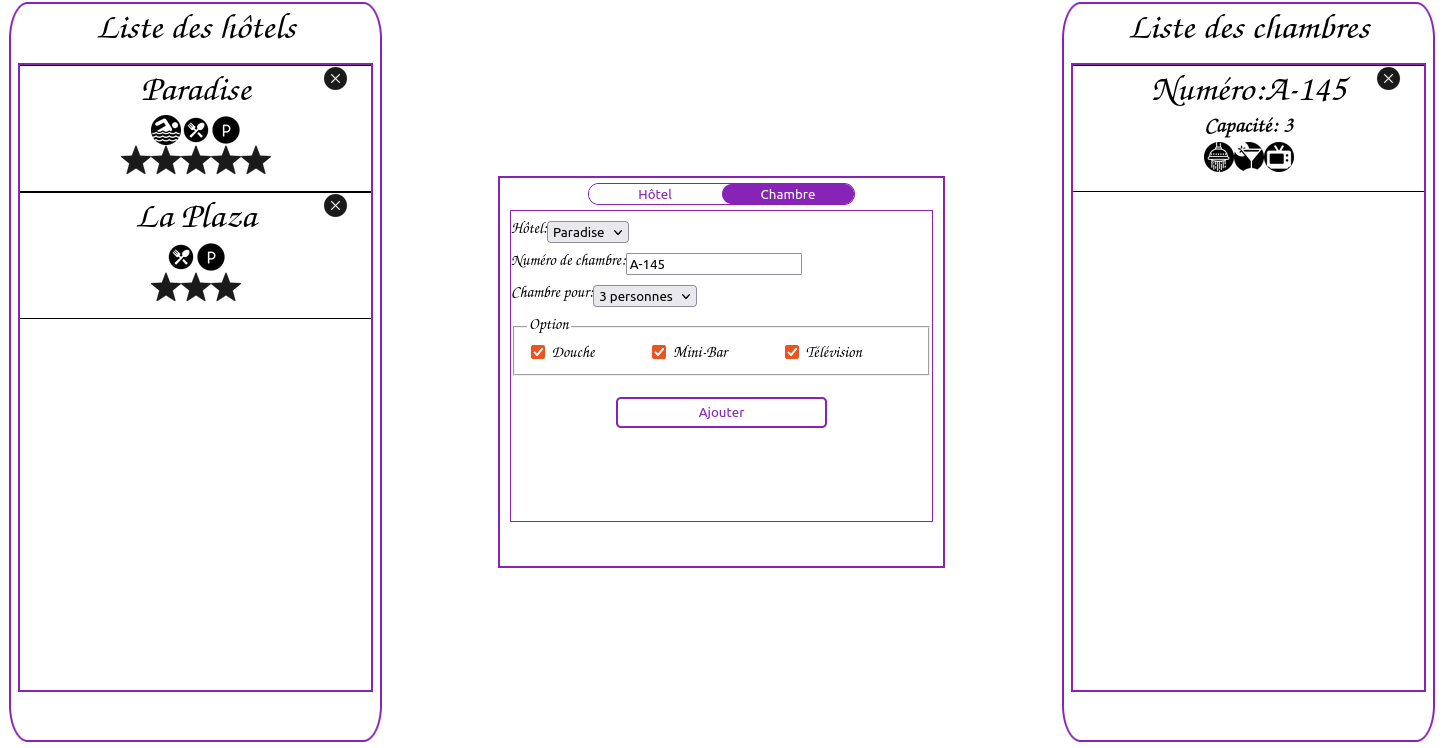 Liste des hôtels
Paradise
P
La Plaza
P
Hôtel
Chambre
Hôtel:
Paradise
Numéro de chambre:
A-145
Chambre pour:
3 personnes
Option
Douche
Mini-Bar
Télévision
Ajouter
Liste des chambres
Numéro:A-145
Capacité: 3